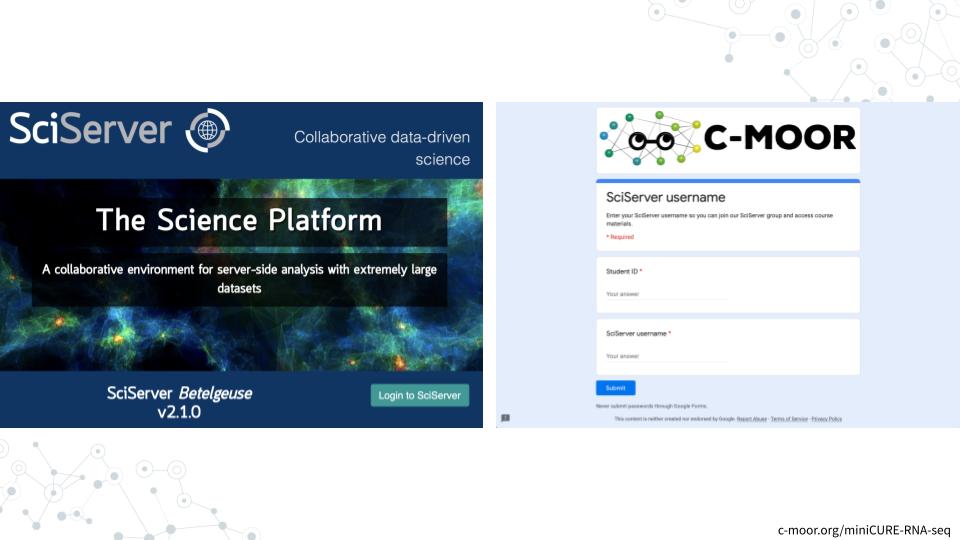 SciServer
Collaborative data-driven
science
The Science Platform
A collaborative environment for server-side analysis with extremely large
datasets
SciServer Betelgeuse
v2.1.0
Login to SciServer
C-MOOR
SciServer username
Enter your SciServer username so you can join our SciServer group and access course
materials.
* Required
Student ID *
Your answer
SciServer username *
Your answer
Submit
Never submit passwords through Google Forms.
This content is neither created nor endorsed by Google. Report Abuse - Terms of Service - Privacy Policy
c-moor.org/miniCURE-RNA-seq